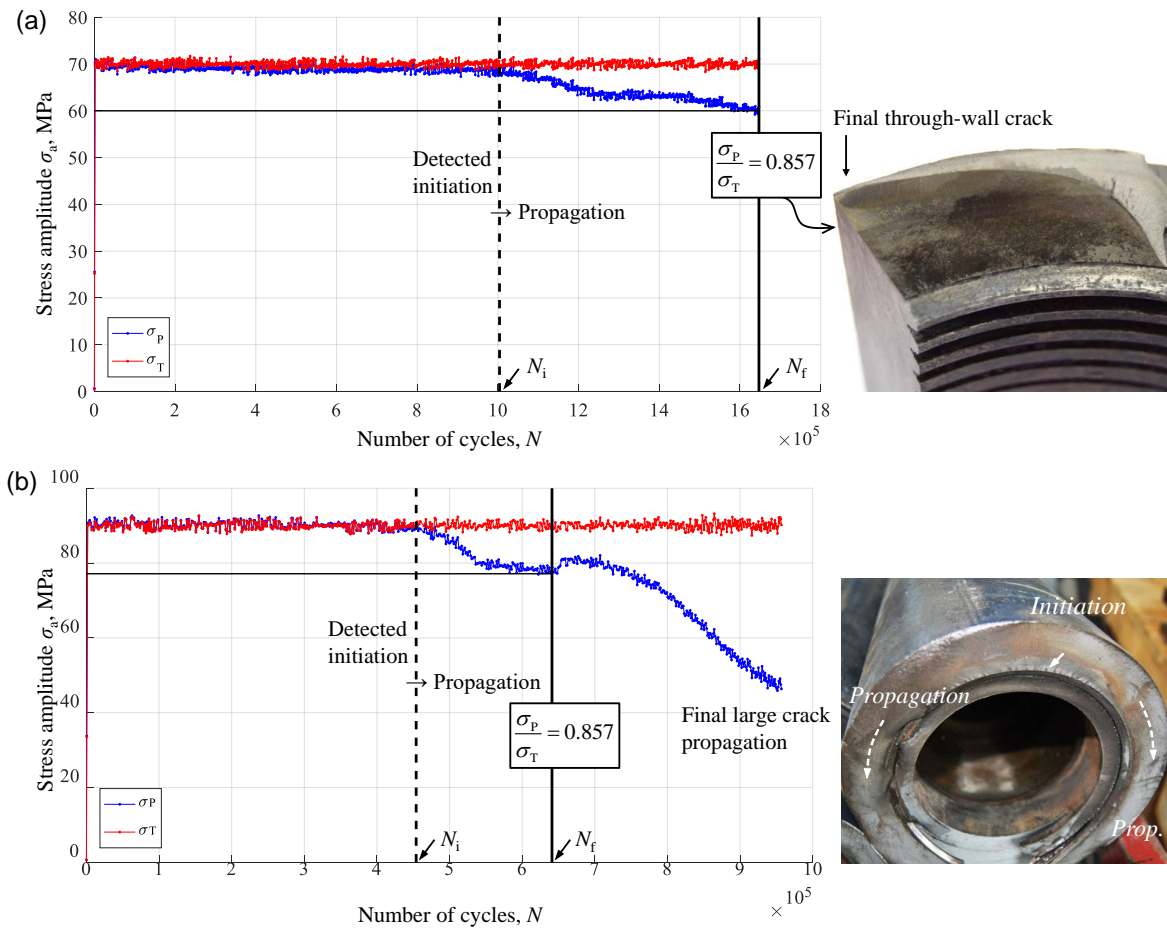 (a)
80
70
60
50
40
30
20
10
0
Stress amplitude σa, MPa
Detected
initiation
→ Propagation
σP
σT
Ni
Nf
σP/σT = 0.857
0 2 4 6 8 10 12 14 16 18
× 10^5
Number of cycles, N
Final through-wall crack
(b)
100
80
60
40
20
0
Stress amplitude σa, MPa
Detected
initiation
→ Propagation
σP/σT = 0.857
Final large crack
propagation
σP
σT
Ni
Nf
0 1 2 3 4 5 6 7 8 9 10
× 10^5
Number of cycles, N
Initiation
Propagation
Prop.